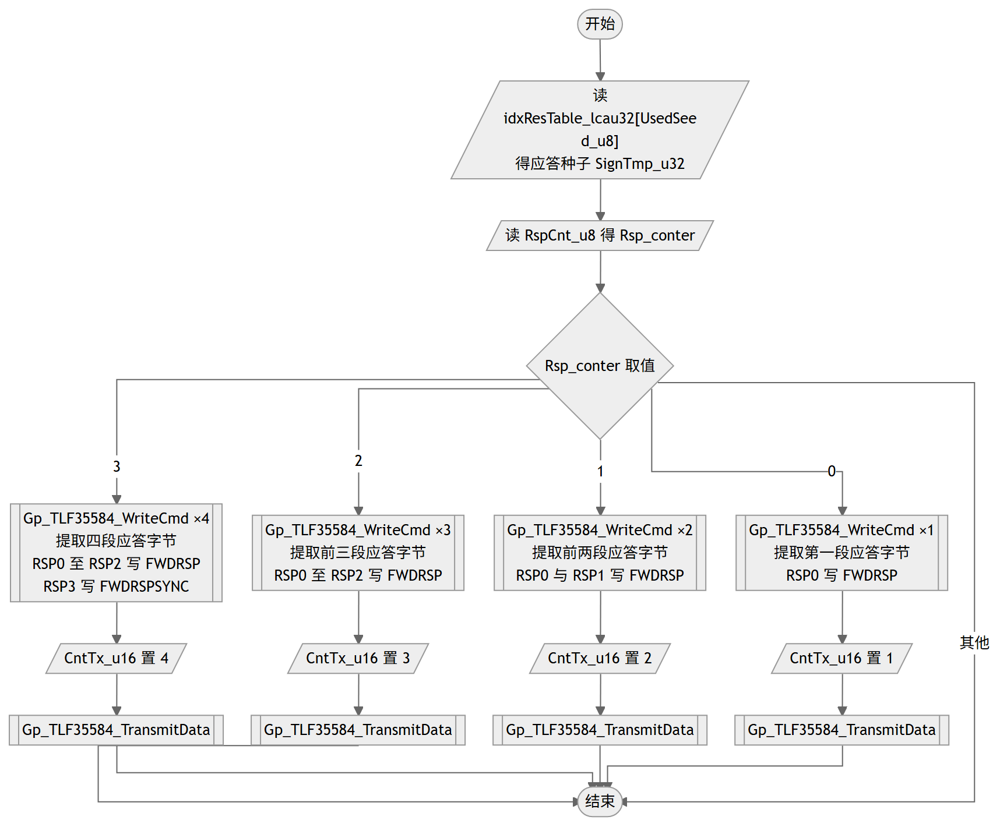 开始
读
idxResTable_lcau32[UsedSee
d_u8]
得应答种子 SignTmp_u32
读 RspCnt_u8 得 Rsp_conter
Rsp_conter 取值
3
2
1
0
其他
Gp_TLF35584_WriteCmd ×4
提取四段应答字节
RSP0 至 RSP2 写 FWDRSP
RSP3 写 FWDRSPSYNC
Gp_TLF35584_WriteCmd ×3
提取前三段应答字节
RSP0 至 RSP2 写 FWDRSP
Gp_TLF35584_WriteCmd ×2
提取前两段应答字节
RSP0 与 RSP1 写 FWDRSP
Gp_TLF35584_WriteCmd ×1
提取第一段应答字节
RSP0 写 FWDRSP
CntTx_u16 置 4
CntTx_u16 置 3
CntTx_u16 置 2
CntTx_u16 置 1
Gp_TLF35584_TransmitData
Gp_TLF35584_TransmitData
Gp_TLF35584_TransmitData
Gp_TLF35584_TransmitData
结束